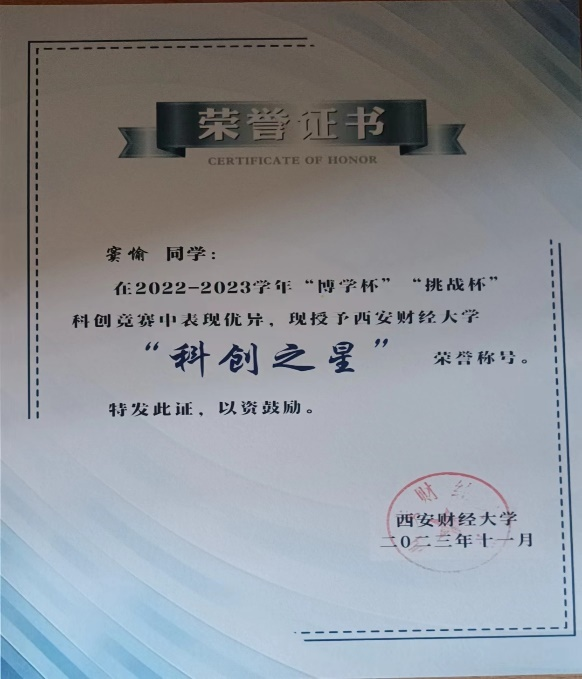 荣誉证书
CERTIFICATE OF HONOR
窦愉 同学：
在2022-2023学年“博学杯”“挑战杯”
科创竞赛中表现优异，现授予西安财经大学
“科创之星” 荣誉称号。
特发此证，以资鼓励。
西安财经大学
二〇二三年十一月